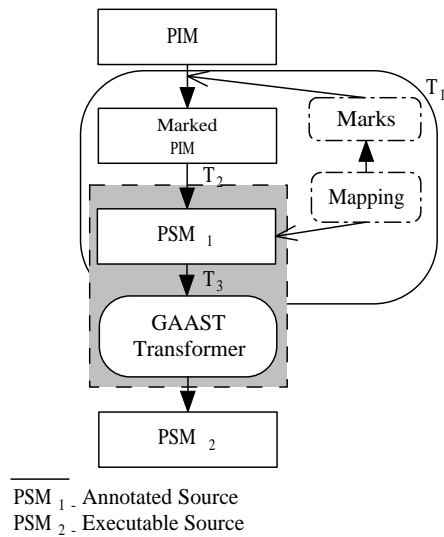 PIM
T1
Marks
Marked
PIM
T2
Mapping
PSM 1
T3
GAAST
Transformer
PSM 2
PSM 1 - Annotated Source
PSM 2 - Executable Source